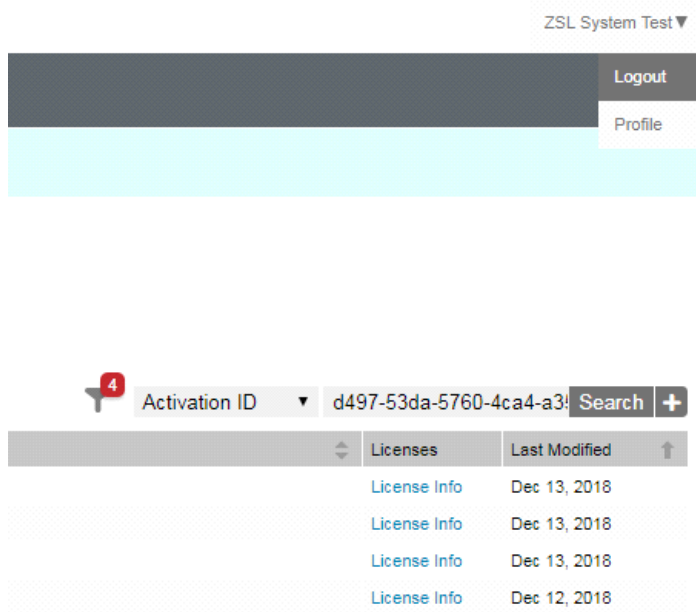 ZSL System Test▼
Logout
Profile
4
Activation ID ▼ d497-53da-5760-4ca4-a3 Search +
Licenses Last Modified
License Info Dec 13, 2018
License Info Dec 13, 2018
License Info Dec 13, 2018
License Info Dec 12, 2018